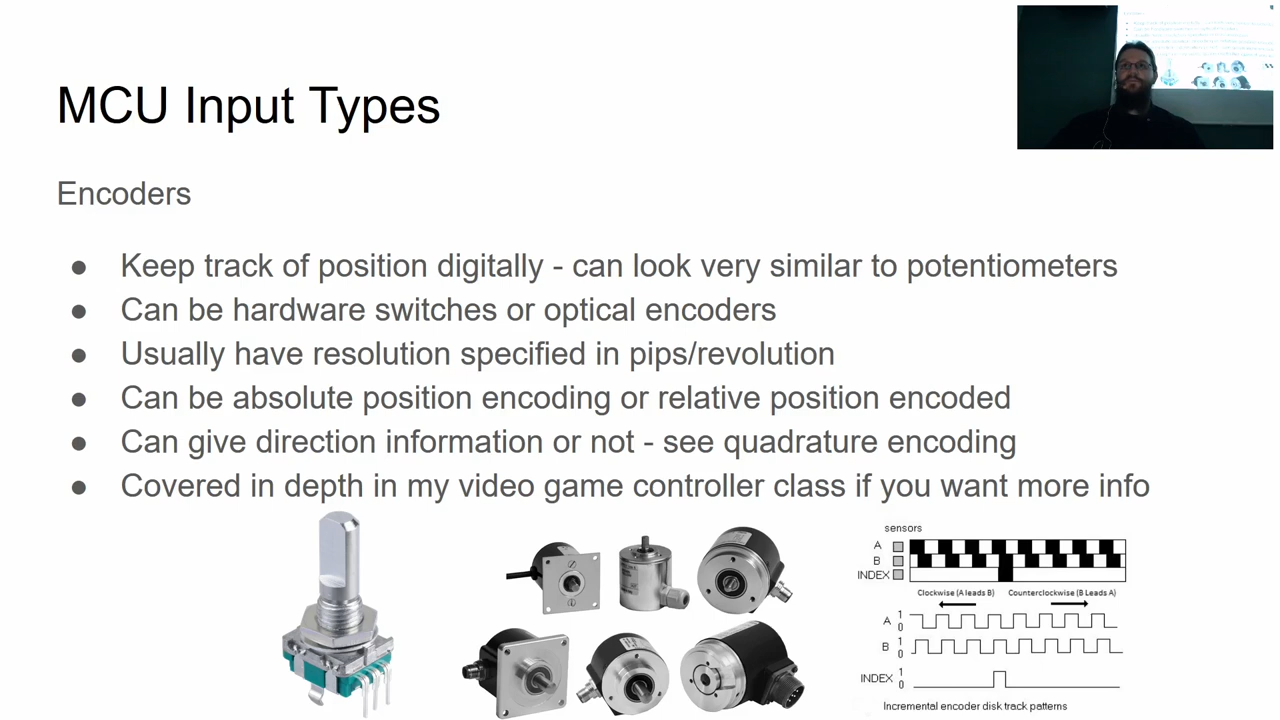 MCU Input Types
Encoders
● Keep track of position digitally - can look very similar to potentiometers
● Can be hardware switches or optical encoders
● Usually have resolution specified in pips/revolution
● Can be absolute position encoding or relative position encoded
● Can give direction information or not - see quadrature encoding
● Covered in depth in my video game controller class if you want more info
sensors
A
B
INDEX
Clockwise (A leads B) Counterclockwise (B Leads A)
A 1 0
B 1 0
INDEX 1 0
Incremental encoder disk track patterns